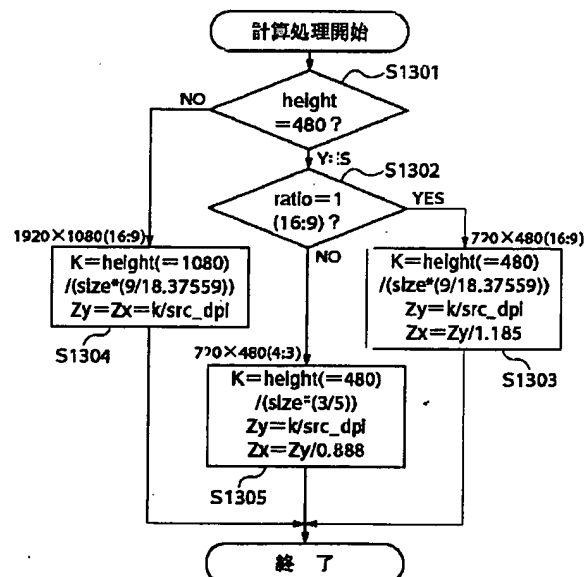 計算処理開始
S1301
height
=480？
NO
YES
S1302
ratio=1
(16:9)？
YES
NO
1920×1080(16:9)
K=height(=1080)
/(size*(9/18.37559))
Zy=Zx=k/src_dpi
S1304
720×480(16:9)
K=height(=480)
/(size*(9/18.37559))
Zy=k/src_dpi
Zx=Zy/1.185
S1303
720×480(4:3)
K=height(=480)
/(size*(3/5))
Zy=k/src_dpi
Zx=Zy/0.888
S1305
終了